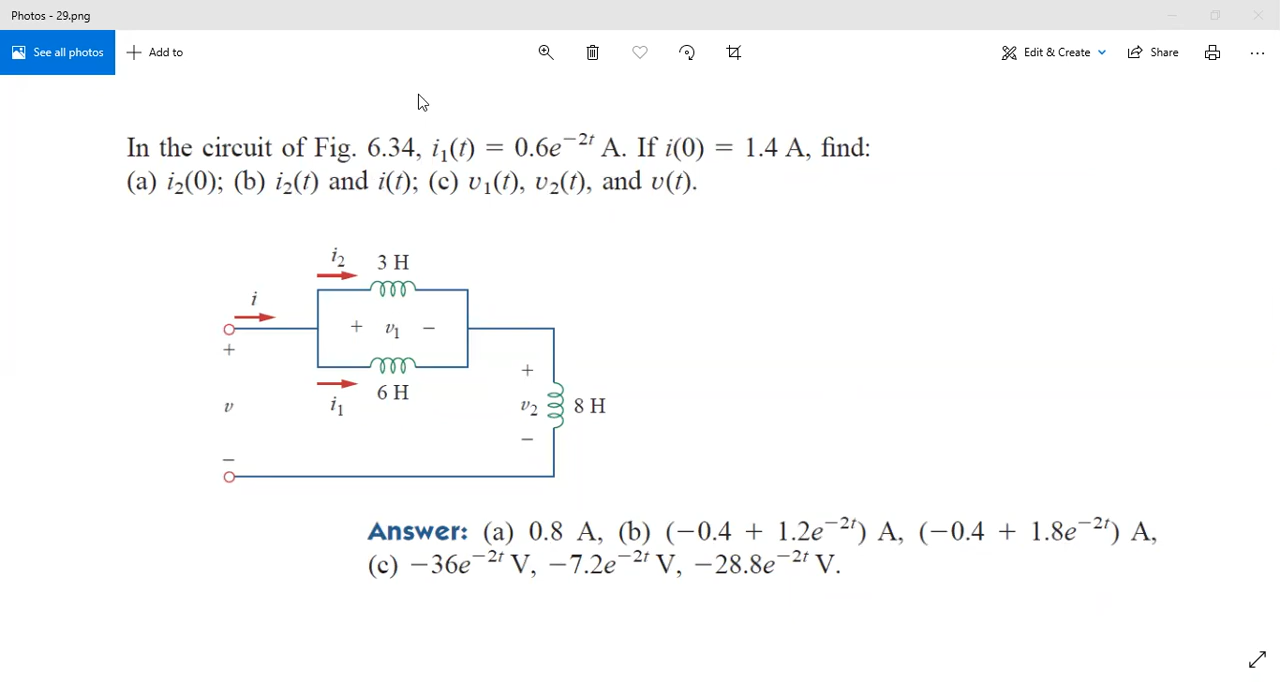 Photos - 29.png
See all photos
Add to
Edit & Create
Share
In the circuit of Fig. 6.34, i₁(t) = 0.6e⁻²ᵗ A. If i(0) = 1.4 A, find:
(a) i₂(0); (b) i₂(t) and i(t); (c) v₁(t), v₂(t), and v(t).
i₂
3 H
i
+ v₁ −
+
6 H
i₁
+
v
v₂
8 H
−
−
Answer: (a) 0.8 A, (b) (−0.4 + 1.2e⁻²ᵗ) A, (−0.4 + 1.8e⁻²ᵗ) A,
(c) −36e⁻²ᵗ V, −7.2e⁻²ᵗ V, −28.8e⁻²ᵗ V.